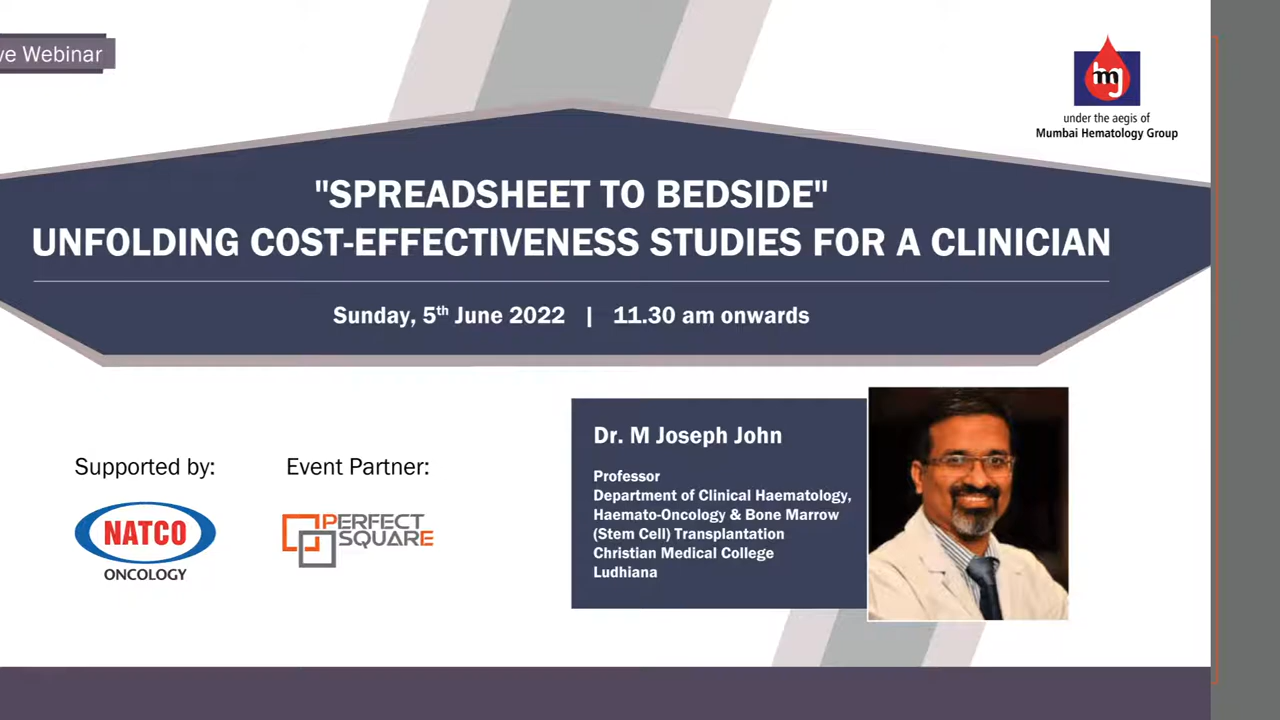 ve Webinar
hmg
under the aegis of
Mumbai Hematology Group
"SPREADSHEET TO BEDSIDE"
UNFOLDING COST-EFFECTIVENESS STUDIES FOR A CLINICIAN
Sunday, 5th June 2022 | 11.30 am onwards
Supported by:
NATCO
ONCOLOGY
Event Partner:
PERFECT
SQUARE
Dr. M Joseph John
Professor
Department of Clinical Haematology,
Haemato-Oncology & Bone Marrow
(Stem Cell) Transplantation
Christian Medical College
Ludhiana